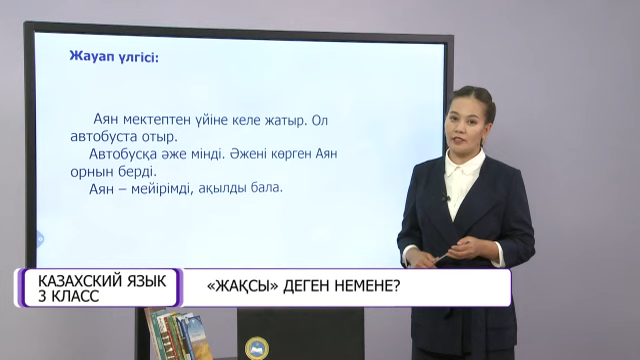 Жауап үлгісі:
Аян мектептен үйіне келе жатыр. Ол
автобуста отыр.
Автобусқа әже мінді. Әжені көрген Аян
орнын берді.
Аян – мейірімді, ақылды бала.
КАЗАХСКИЙ ЯЗЫК
3 КЛАСС
«ЖАҚСЫ» ДЕГЕН НЕМЕНЕ?